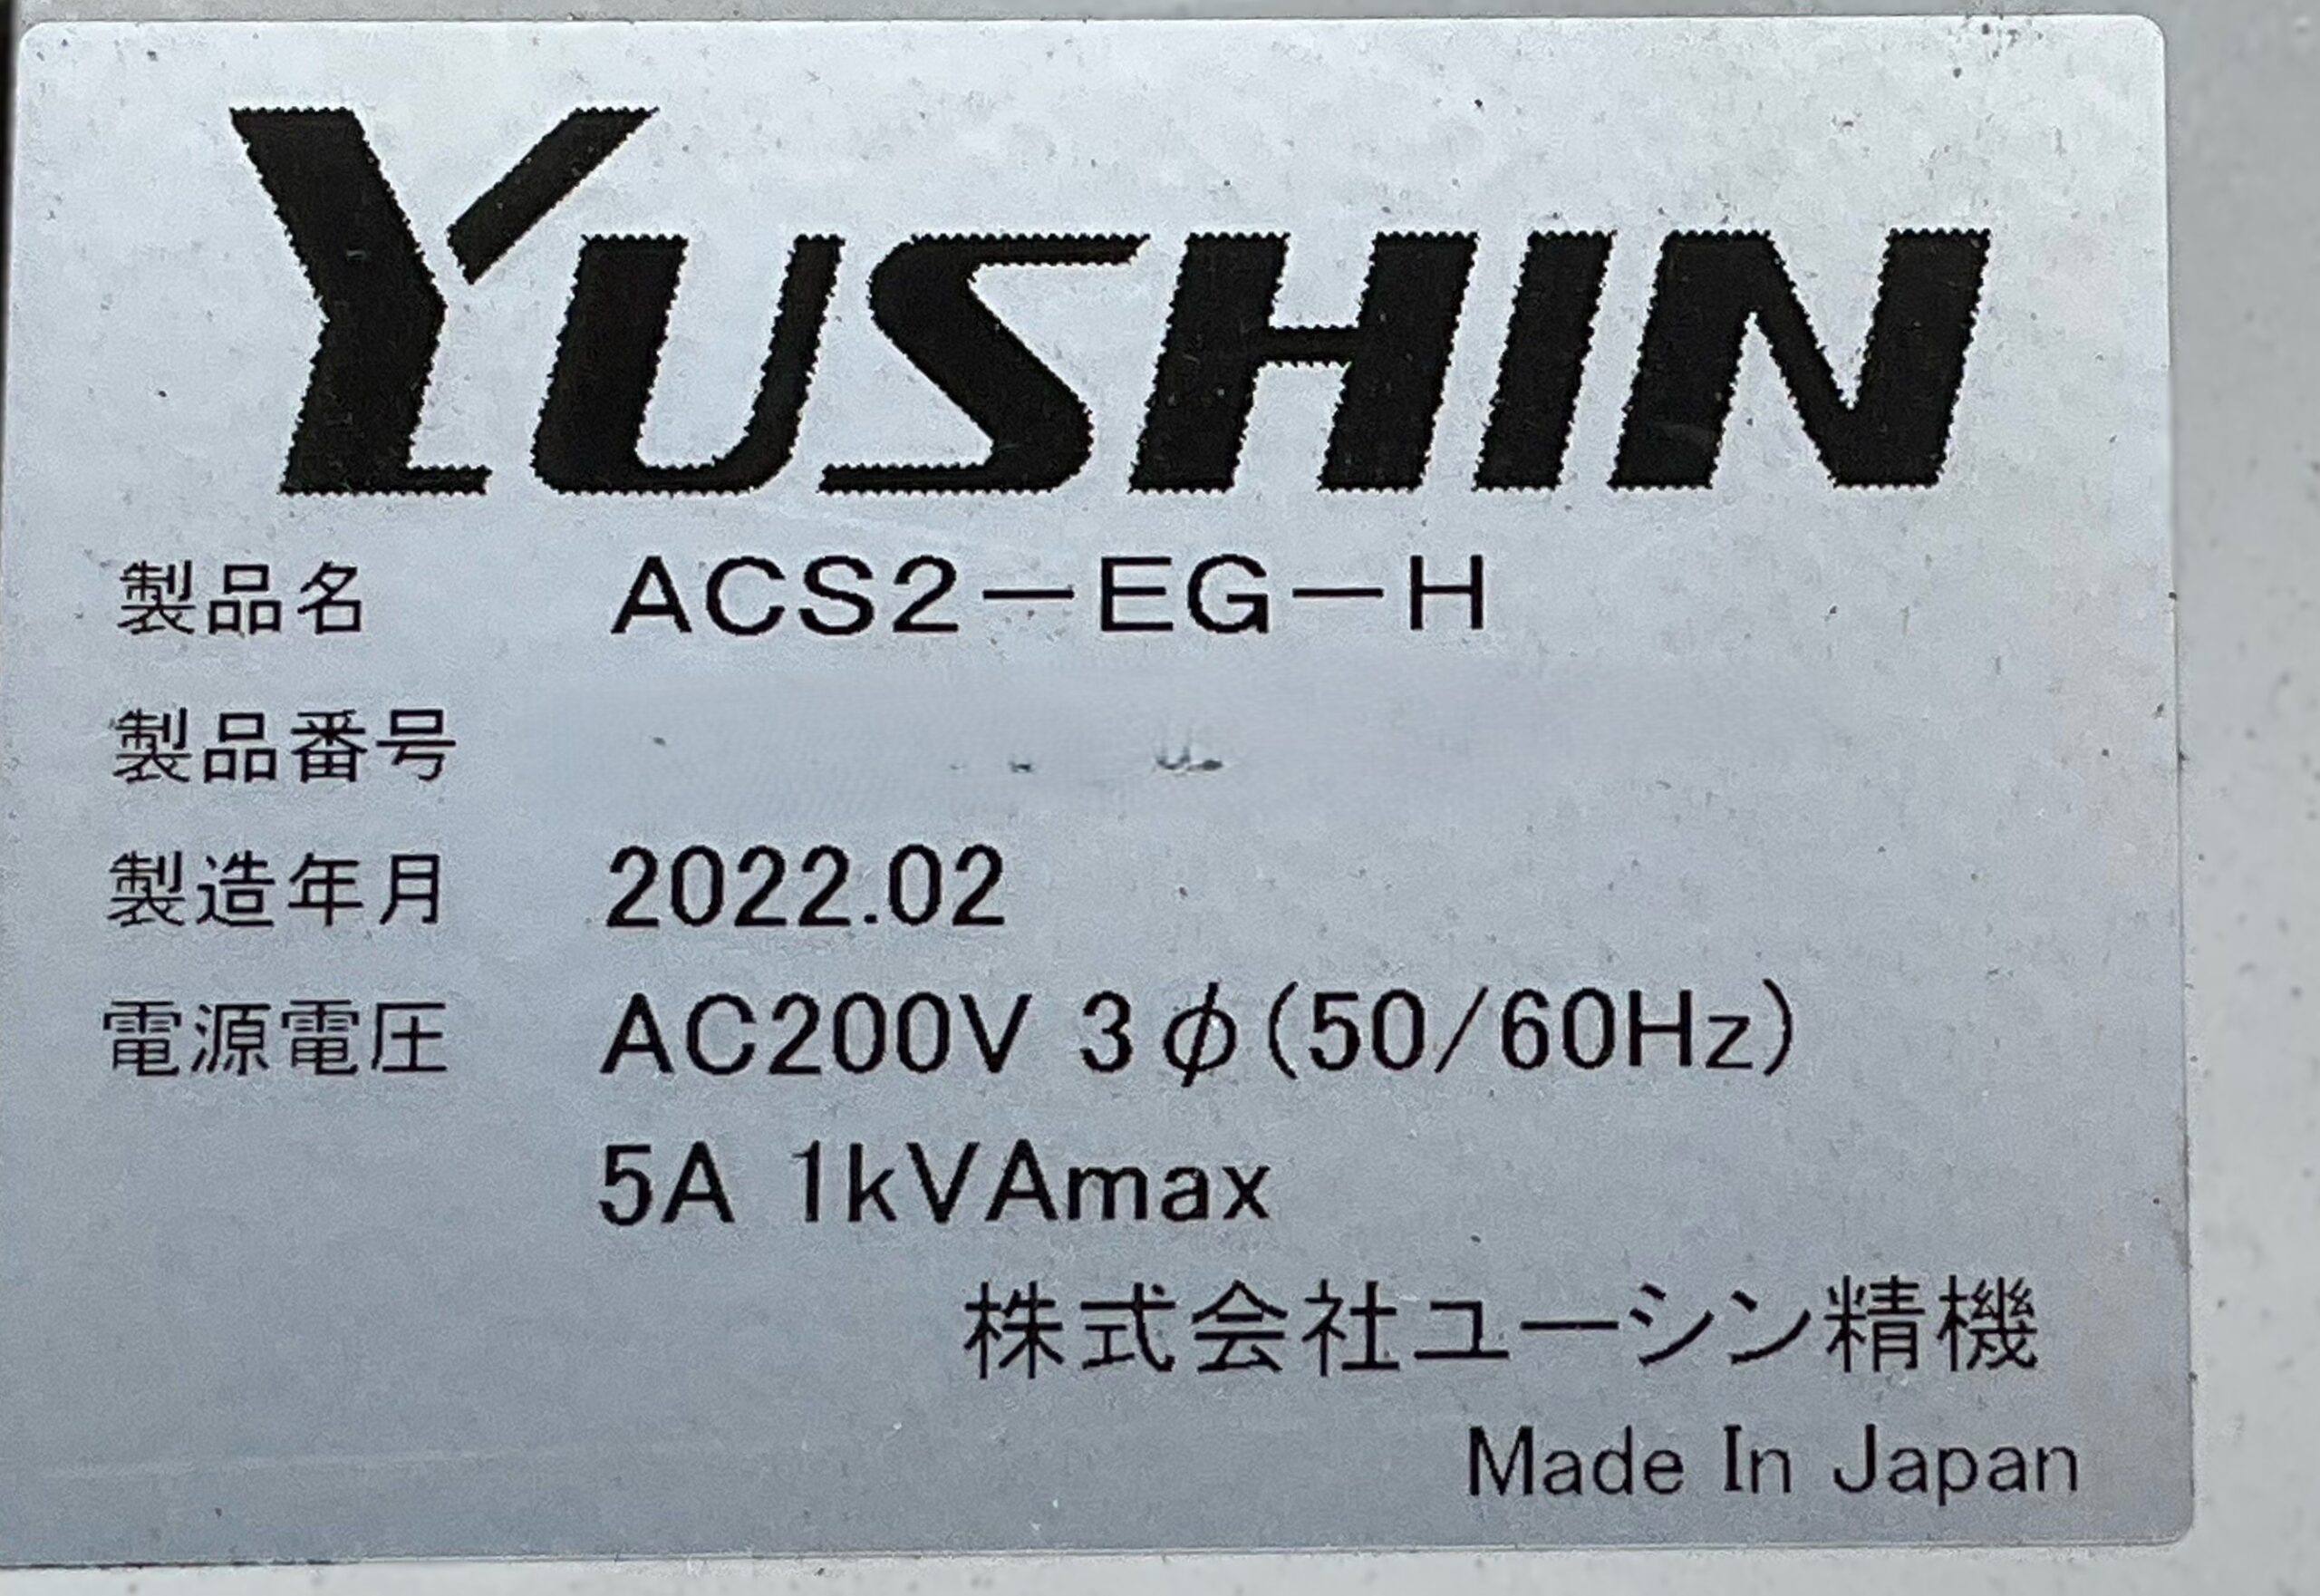 YUSHIN
製品名 ACS2-EG-H
製品番号
製造年月 2022.02
電源電圧 AC200V 3φ(50/60Hz)
5A 1kVAmax
株式会社ユーシン精機
Made In Japan